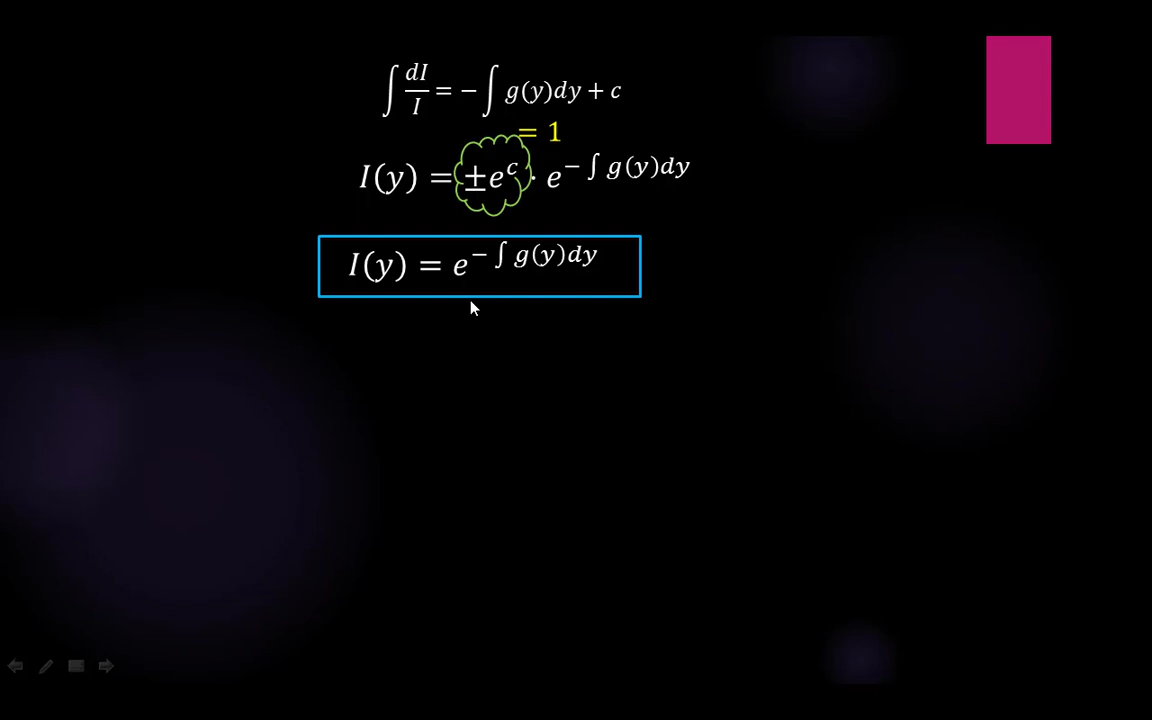 ∫ dI/I = − ∫ g(y)dy + c
= 1
I(y) = ±e^c · e^(− ∫ g(y)dy)
I(y) = e^(− ∫ g(y)dy)